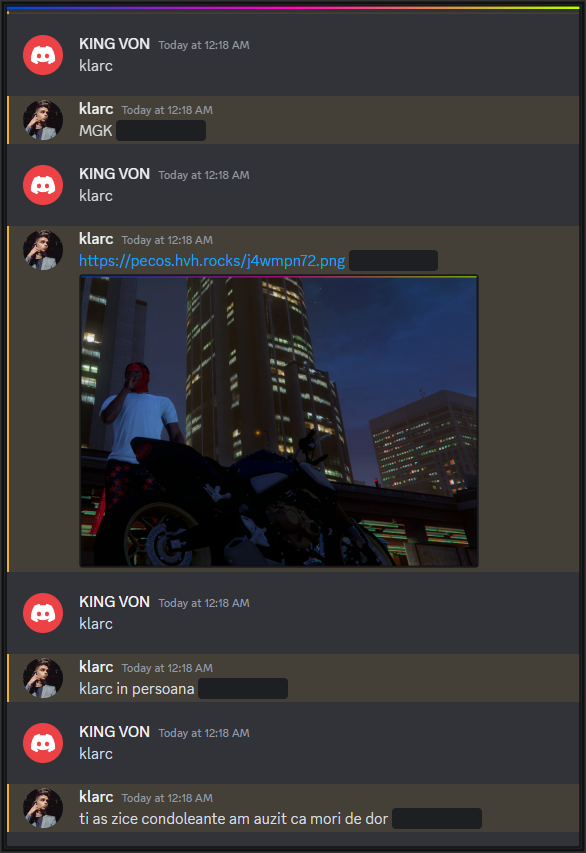 KING VON Today at 12:18 AM
klarc
klarc Today at 12:18 AM
MGK
KING VON Today at 12:18 AM
klarc
klarc Today at 12:18 AM
https://pecos.hvh.rocks/j4wmpn72.png
KING VON Today at 12:18 AM
klarc
klarc Today at 12:18 AM
klarc in persoana
KING VON Today at 12:18 AM
klarc
klarc Today at 12:18 AM
ti as zice condoleante am auzit ca mori de dor